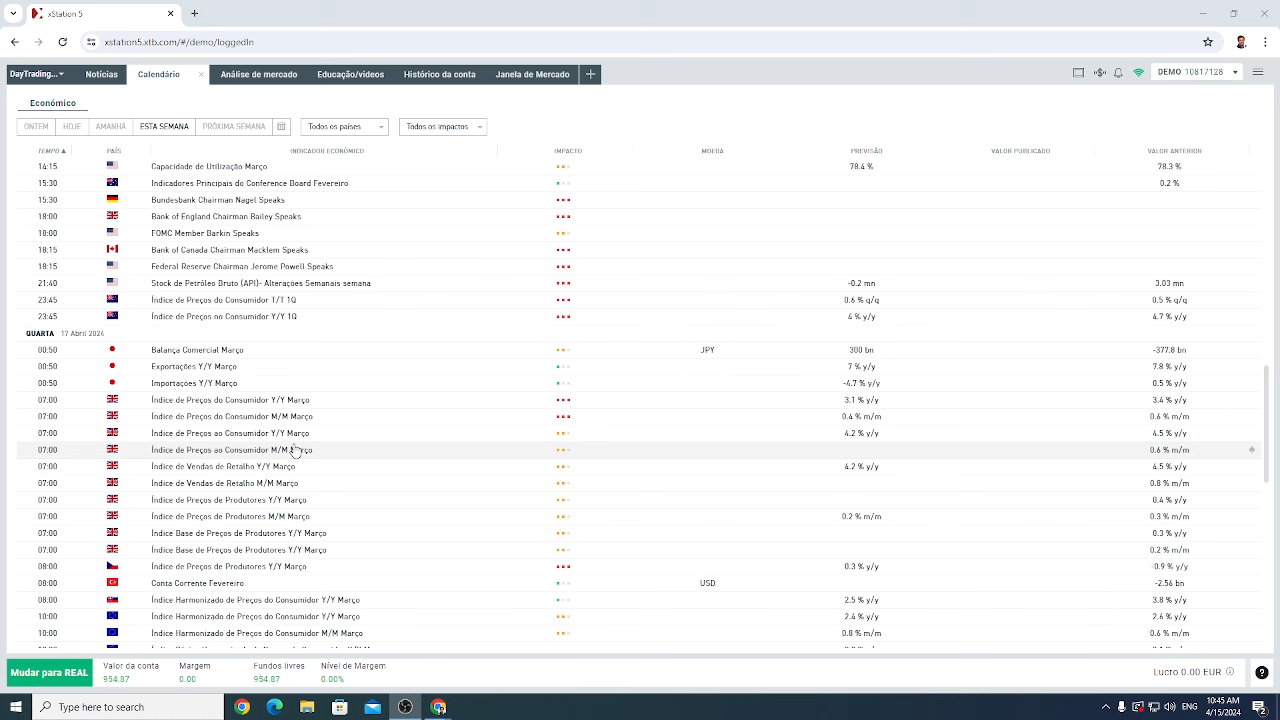 xStation 5
xstation5.xtb.com/#/demo/loggedIn
DayTrading... Notícias Calendário Análise de mercado Educação/vídeos Histórico da conta Janela de Mercado DEMO 10817128
Económico
ONTEM HOJE AMANHÃ ESTA SEMANA PRÓXIMA SEMANA Todos os países Todos os impactos
TEMPO PAÍS INDICADOR ECONÓMICO IMPACTO MOEDA PREVISÃO VALOR PUBLICADO VALOR ANTERIOR
14:15 Capacidade de Utilização Março 78.4 % 78.3 %
15:30 Indicadores Principais do Conference Board Fevereiro 0.2 %
15:30 Bundesbank Chairman Nagel Speaks
18:00 Bank of England Chairman Bailey Speaks
18:00 FOMC Member Barkin Speaks
18:15 Bank of Canada Chairman Macklem Speaks
18:15 Federal Reserve Chairman Jerome Powell Speaks
21:40 Stock de Petróleo Bruto (API)- Alterações Semanais semana -0.2 mn 3.03 mn
23:45 Índice de Preços do Consumidor T/T 1Q 0.6 % q/q 0.5 % q/q
23:45 Índice de Preços no Consumidor Y/Y 1Q 4 % y/y 4.7 % y/y
QUARTA 17 Abril 2024
00:50 Balança Comercial Março JPY 300 bn -377.8 bn
00:50 Exportações Y/Y Março 7 % y/y 7.8 % y/y
00:50 Importações Y/Y Março -4.7 % y/y 0.5 % y/y
07:00 Índice de Preços do Consumidor Y/Y Março 3.1 % y/y 3.4 % y/y
07:00 Índice de Preços do Consumidor M/M Março 0.4 % m/m 0.6 % m/m
07:00 Índice de Preços ao Consumidor Y/Y Março 4.2 % y/y 4.5 % y/y
07:00 Índice de Preços ao Consumidor M/M Março 0.6 % m/m
07:00 Índice de Vendas de Retalho Y/Y Março 4.2 % y/y 4.5 % y/y
07:00 Índice de Vendas de Retalho M/M Março 0.8 % m/m
07:00 Índice de Preços de Produtores Y/Y Março 0.4 % y/y
07:00 Índice de Preços de Produtores M/M Março 0.2 % m/m 0.3 % m/m
07:00 Índice Base de Preços de Produtores Y/Y Março 0.3 % y/y
07:00 Índice Base de Preços de Produtores Y/Y Março 0.2 % m/m
08:00 Índice de Preços de Produtores Y/Y Março 0.3 % y/y -0.9 % y/y
08:00 Conta Corrente Fevereiro USD -2.56 bn
08:00 Índice Harmonizado de Preços do Consumidor Y/Y Março 2.5 % y/y 3.8 % y/y
10:00 Índice Harmonizado de Preços do Consumidor Y/Y Março 2.4 % y/y 2.6 % y/y
10:00 Índice Harmonizado de Preços do Consumidor M/M Março 0.8 % m/m 0.6 % m/m
Mudar para REAL Valor da conta Margem Fundos livres Nível de Margem Lucro 0.00 EUR
954.87 0.00 954.87 0.00%
Type here to search
10:45 AM
4/15/2024